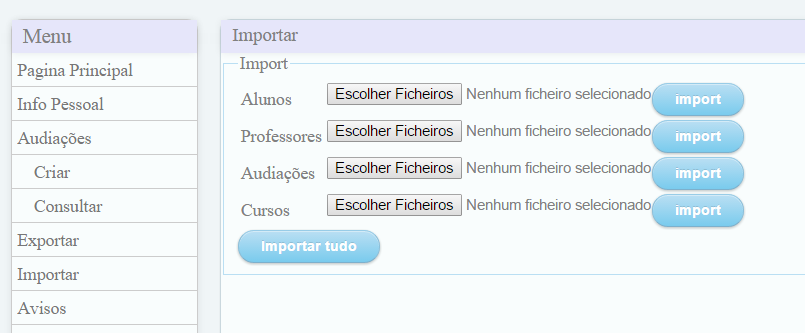 Menu
Pagina Principal
Info Pessoal
Audiações
Criar
Consultar
Exportar
Importar
Avisos
Importar
Import
Alunos Escolher Ficheiros Nenhum ficheiro selecionado import
Professores Escolher Ficheiros Nenhum ficheiro selecionado import
Audiações Escolher Ficheiros Nenhum ficheiro selecionado import
Cursos Escolher Ficheiros Nenhum ficheiro selecionado import
Importar tudo